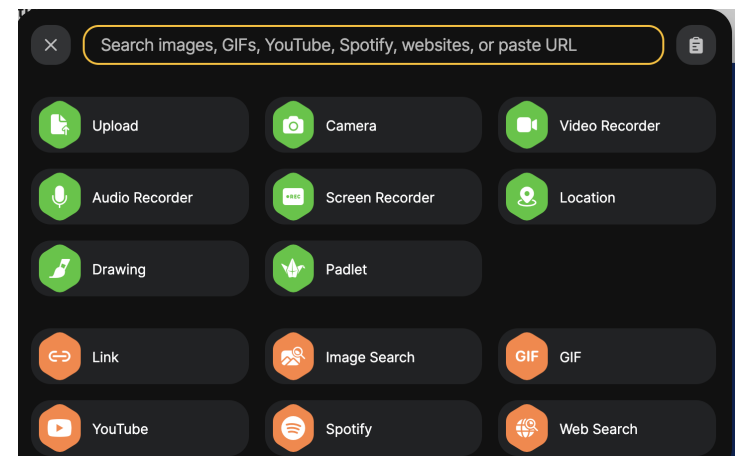 Search images, GIFs, YouTube, Spotify, websites, or paste URL
Upload
Camera
Video Recorder
Audio Recorder
REC
Screen Recorder
Location
Drawing
Padlet
Link
Image Search
GIF
GIF
YouTube
Spotify
Web Search